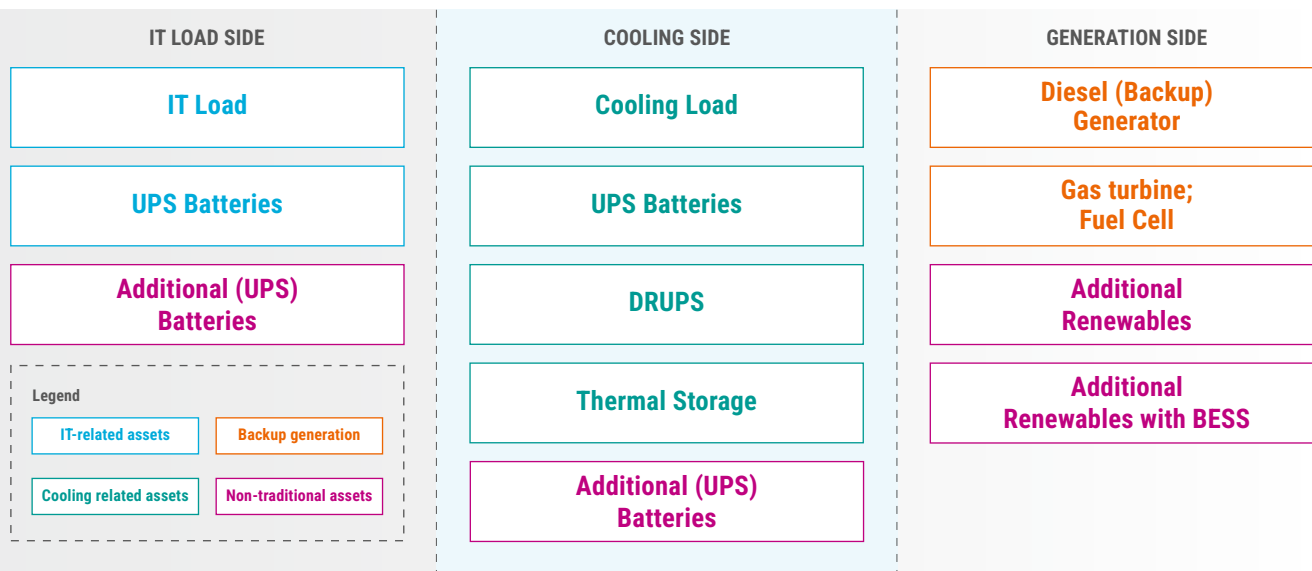 IT LOAD SIDE
IT Load
UPS Batteries
Additional (UPS)
Batteries
Legend
IT-related assets
Backup generation
Cooling related assets
Non-traditional assets
COOLING SIDE
Cooling Load
UPS Batteries
DRUPS
Thermal Storage
Additional (UPS)
Batteries
GENERATION SIDE
Diesel (Backup)
Generator
Gas turbine;
Fuel Cell
Additional
Renewables
Additional
Renewables with BESS